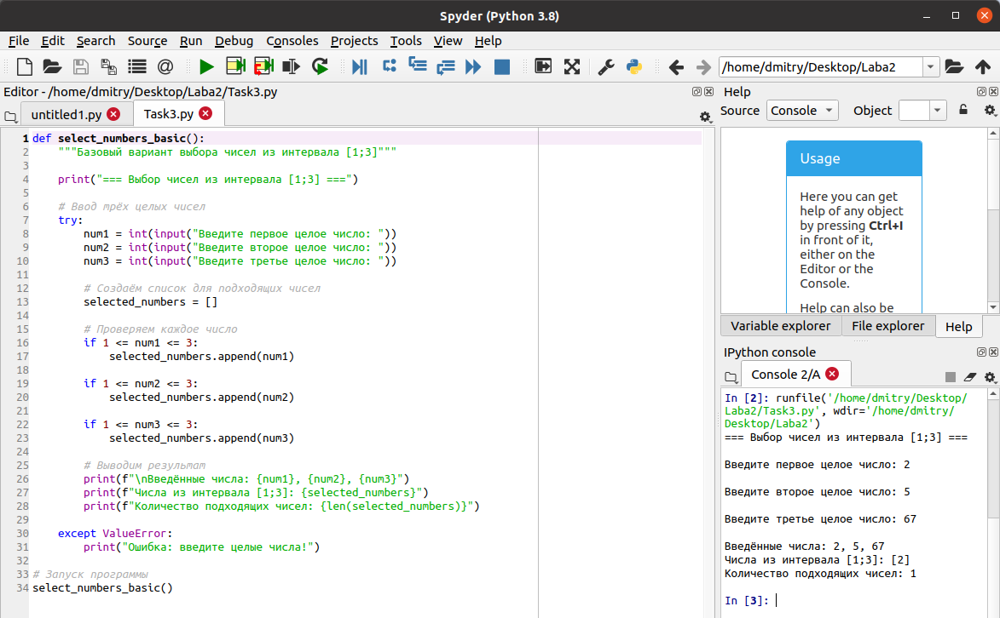 Spyder (Python 3.8)
File Edit Search Source Run Debug Consoles Projects Tools View Help
/home/dmitry/Desktop/Laba2
Editor - /home/dmitry/Desktop/Laba2/Task3.py
untitled1.py
Task3.py
1 def select_numbers_basic():
2     """Базовый вариант выбора чисел из интервала [1;3]"""
3
4     print("=== Выбор чисел из интервала [1;3] ===")
5
6     # Ввод трёх целых чисел
7     try:
8         num1 = int(input("Введите первое целое число: "))
9         num2 = int(input("Введите второе целое число: "))
10         num3 = int(input("Введите третье целое число: "))
11
12         # Создаём список для подходящих чисел
13         selected_numbers = []
14
15         # Проверяем каждое число
16         if 1 <= num1 <= 3:
17             selected_numbers.append(num1)
18
19         if 1 <= num2 <= 3:
20             selected_numbers.append(num2)
21
22         if 1 <= num3 <= 3:
23             selected_numbers.append(num3)
24
25         # Выводим результат
26         print(f"\nВведённые числа: {num1}, {num2}, {num3}")
27         print(f"Числа из интервала [1;3]: {selected_numbers}")
28         print(f"Количество подходящих чисел: {len(selected_numbers)}")
29
30     except ValueError:
31         print("Ошибка: введите целые числа!")
32
33 # Запуск программы
34 select_numbers_basic()
Help
Source Console Object
Usage
Here you can get
help of any object
by pressing Ctrl+I
in front of it,
either on the
Editor or the
Console.
Help can also be
Variable explorer File explorer Help
IPython console
Console 2/A
In [2]: runfile('/home/dmitry/Desktop/
Laba2/Task3.py', wdir='/home/dmitry/
Desktop/Laba2')
=== Выбор чисел из интервала [1;3] ===
Введите первое целое число: 2
Введите второе целое число: 5
Введите третье целое число: 67
Введённые числа: 2, 5, 67
Числа из интервала [1;3]: [2]
Количество подходящих чисел: 1
In [3]: